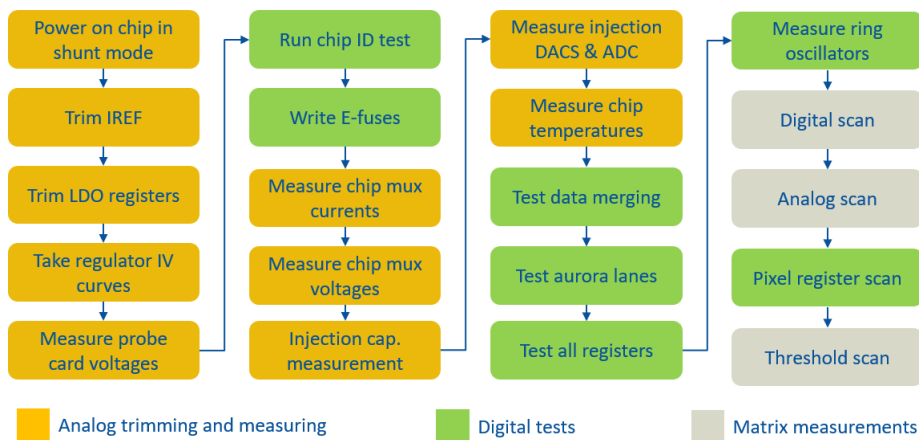 Power on chip in
shunt mode
Trim IREF
Trim LDO registers
Take regulator IV
curves
Measure probe
card voltages
Run chip ID test
Write E-fuses
Measure chip mux
currents
Measure chip mux
voltages
Injection cap.
measurement
Measure injection
DACS & ADC
Measure chip
temperatures
Test data merging
Test aurora lanes
Test all registers
Measure ring
oscillators
Digital scan
Analog scan
Pixel register scan
Threshold scan
Analog trimming and measuring
Digital tests
Matrix measurements